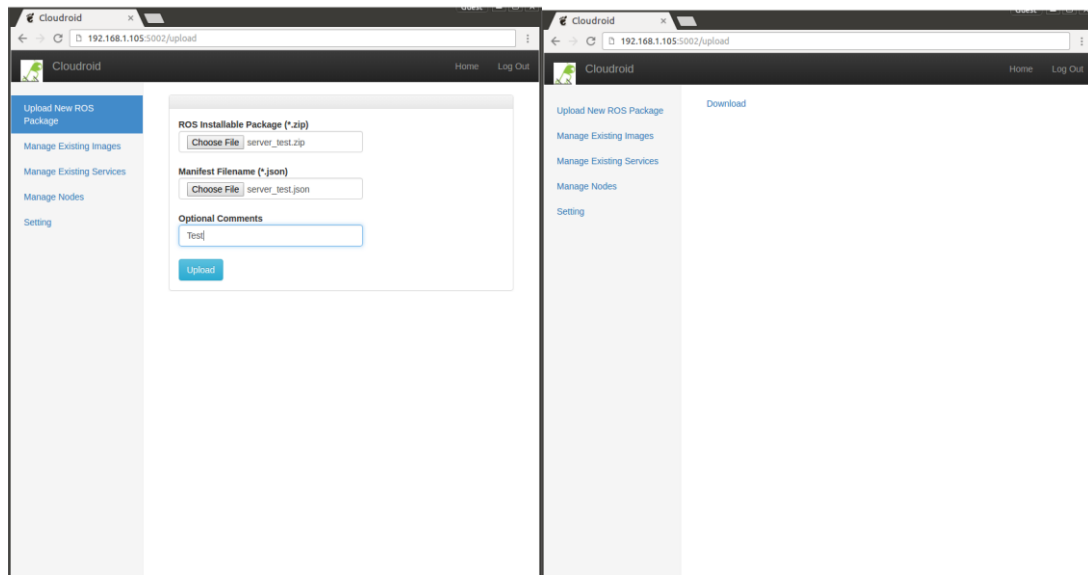 Cloudroid
192.168.1.105:5002/upload
Cloudroid
Home Log Out
Upload New ROS
Package
Manage Existing Images
Manage Existing Services
Manage Nodes
Setting
ROS Installable Package (*.zip)
Choose File server_test.zip
Manifest Filename (*.json)
Choose File server_test.json
Optional Comments
Test
Upload
Cloudroid
192.168.1.105:5002/upload
Cloudroid
Home Log Out
Upload New ROS Package
Manage Existing Images
Manage Existing Services
Manage Nodes
Setting
Download